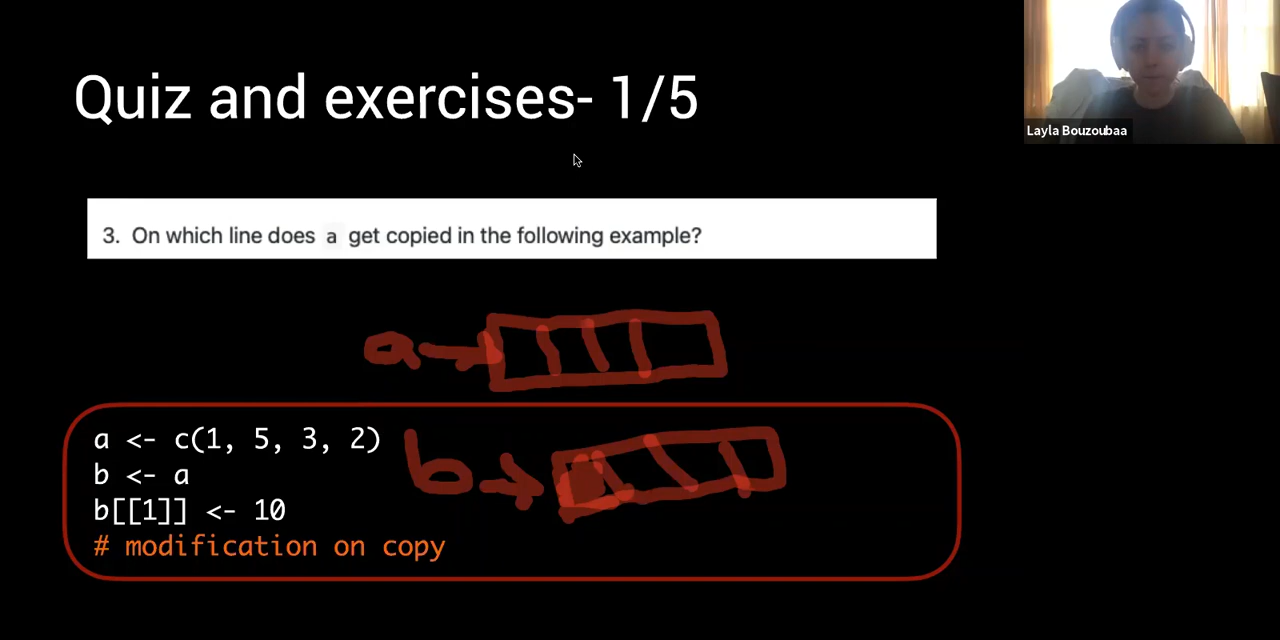 Quiz and exercises- 1/5
Layla Bouzoubaa
3. On which line does a get copied in the following example?
a →
a <- c(1, 5, 3, 2)
b →
b <- a
b[[1]] <- 10
# modification on copy